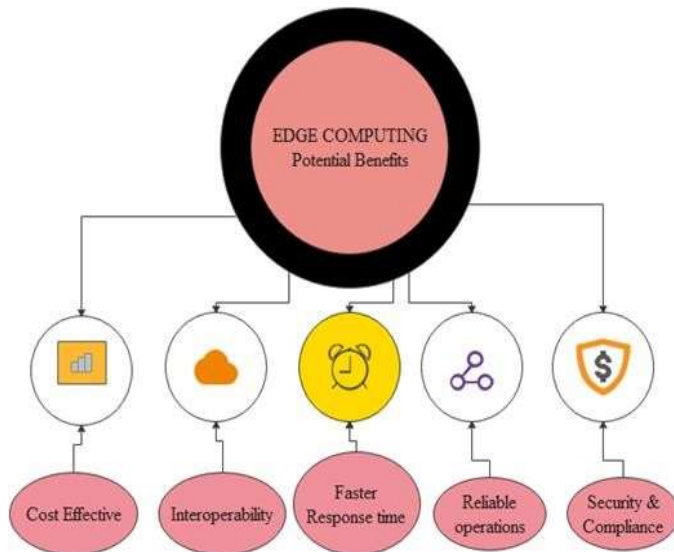 EDGE COMPUTING
Potential Benefits
$
Cost Effective
Interoperability
Faster
Response time
Reliable
operations
Security &
Compliance